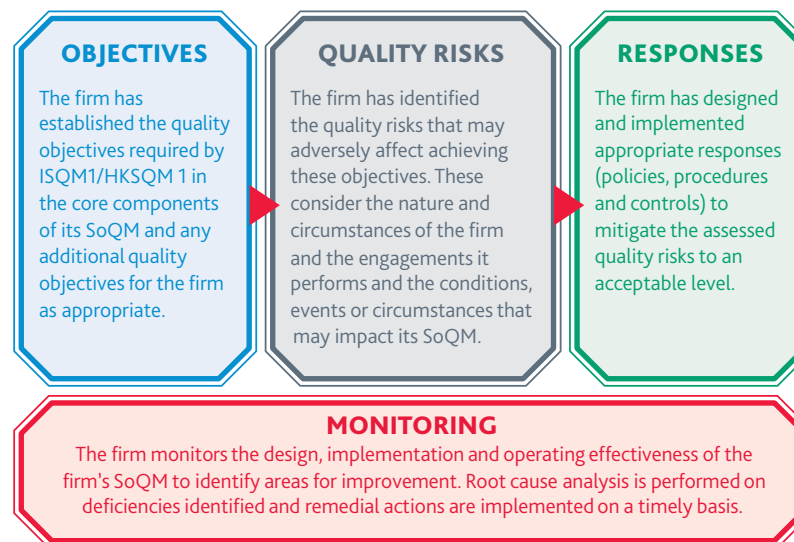 OBJECTIVES
The firm has
established the quality
objectives required by
ISQM1/HKSQM 1 in
the core components
of its SoQM and any
additional quality
objectives for the firm
as appropriate.
QUALITY RISKS
The firm has identified
the quality risks that may
adversely affect achieving
these objectives. These
consider the nature and
circumstances of the firm
and the engagements it
performs and the conditions,
events or circumstances that
may impact its SoQM.
RESPONSES
The firm has designed
and implemented
appropriate responses
(policies, procedures
and controls) to
mitigate the assessed
quality risks to an
acceptable level.
MONITORING
The firm monitors the design, implementation and operating effectiveness of the
firm's SoQM to identify areas for improvement. Root cause analysis is performed on
deficiencies identified and remedial actions are implemented on a timely basis.